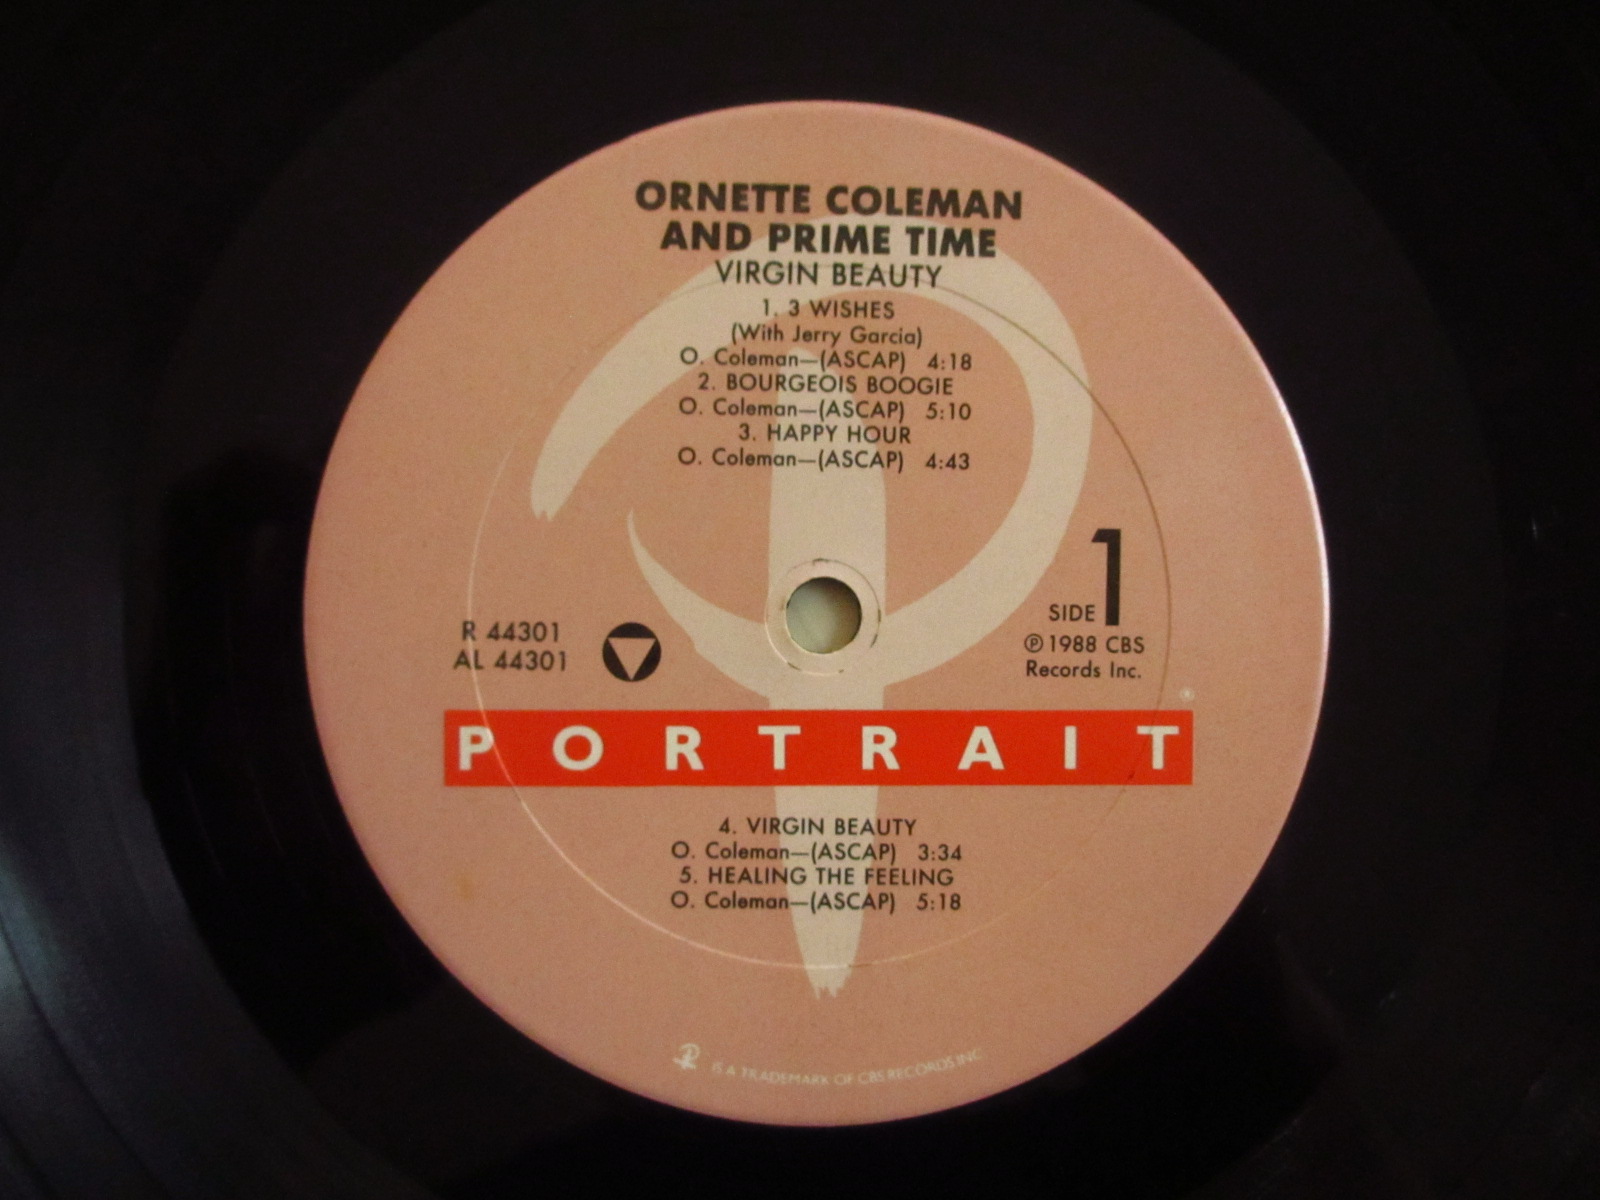 ORNETTE COLEMAN
AND PRIME TIME
VIRGIN BEAUTY
1. 3 WISHES
(With Jerry Garcia)
O. Coleman—(ASCAP) 4:18
2. BOURGEOIS BOOGIE
O. Coleman—(ASCAP) 5:10
3. HAPPY HOUR
O. Coleman—(ASCAP) 4:43
R 44301
AL 44301
SIDE 1
Ⓟ 1988 CBS
Records Inc.
PORTRAIT®
4. VIRGIN BEAUTY
O. Coleman—(ASCAP) 3:34
5. HEALING THE FEELING
O. Coleman—(ASCAP) 5:18
IS A TRADEMARK OF CBS RECORDS INC